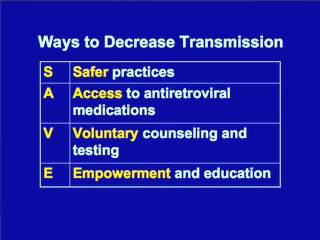 Ways to Decrease Transmission
S Safer practices
A Access to antiretroviral
medications
V Voluntary counseling and
testing
E Empowerment and education